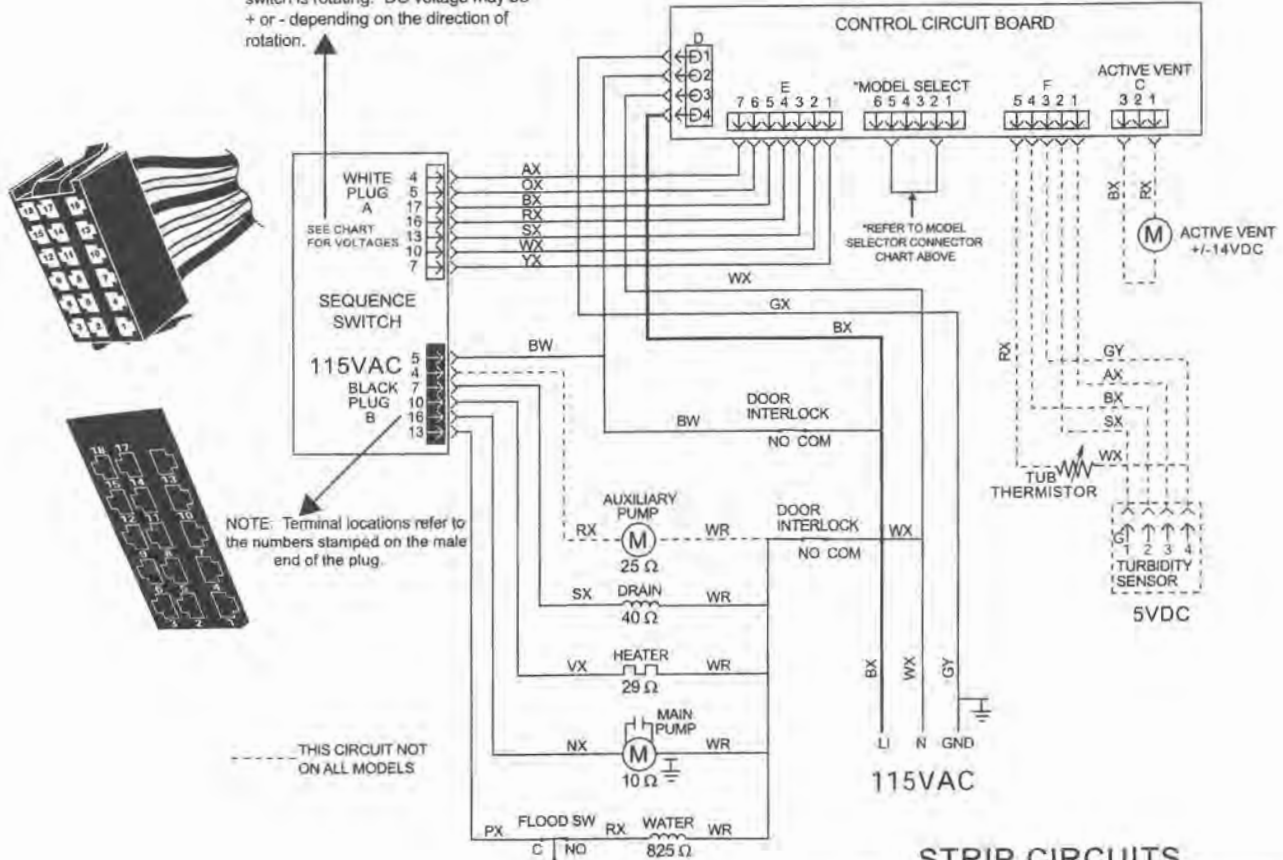 switch is rotating. DC voltage may be
+ or - depending on the direction of
rotation.
CONTROL CIRCUIT BOARD
D
1
2
3
4
E
7 6 5 4 3 2 1
*MODEL SELECT
6 5 4 3 2 1
F
5 4 3 2 1
ACTIVE VENT
C
3 2 1
WHITE
PLUG
A
SEE CHART
FOR VOLTAGES
4
5
17
16
13
10
7
AX
OX
BX
RX
SX
WX
YX
*REFER TO MODEL
SELECTOR CONNECTOR
CHART ABOVE
BX
RX
M
ACTIVE VENT
+/-14VDC
SEQUENCE
SWITCH
115VAC
BLACK
PLUG
B
5
4
7
10
16
13
WX
GX
BX
BW
BW
DOOR
INTERLOCK
NO COM
RX
GY
AX
BX
SX
WX
TUB
THERMISTOR
G
1 2 3 4
TURBIDITY
SENSOR
5VDC
NOTE: Terminal locations refer to
the numbers stamped on the male
end of the plug.
AUXILIARY
PUMP
RX
M
WR
25 Ω
DOOR
INTERLOCK
NO COM
WX
SX
DRAIN
WR
40 Ω
VX
HEATER
WR
29 Ω
MAIN
PUMP
NX
M
WR
10 Ω
BX
WX
GY
LI N GND
115VAC
THIS CIRCUIT NOT
ON ALL MODELS
PX
FLOOD SW
C NO
RX
WATER
WR
825 Ω
STRIP CIRCUITS